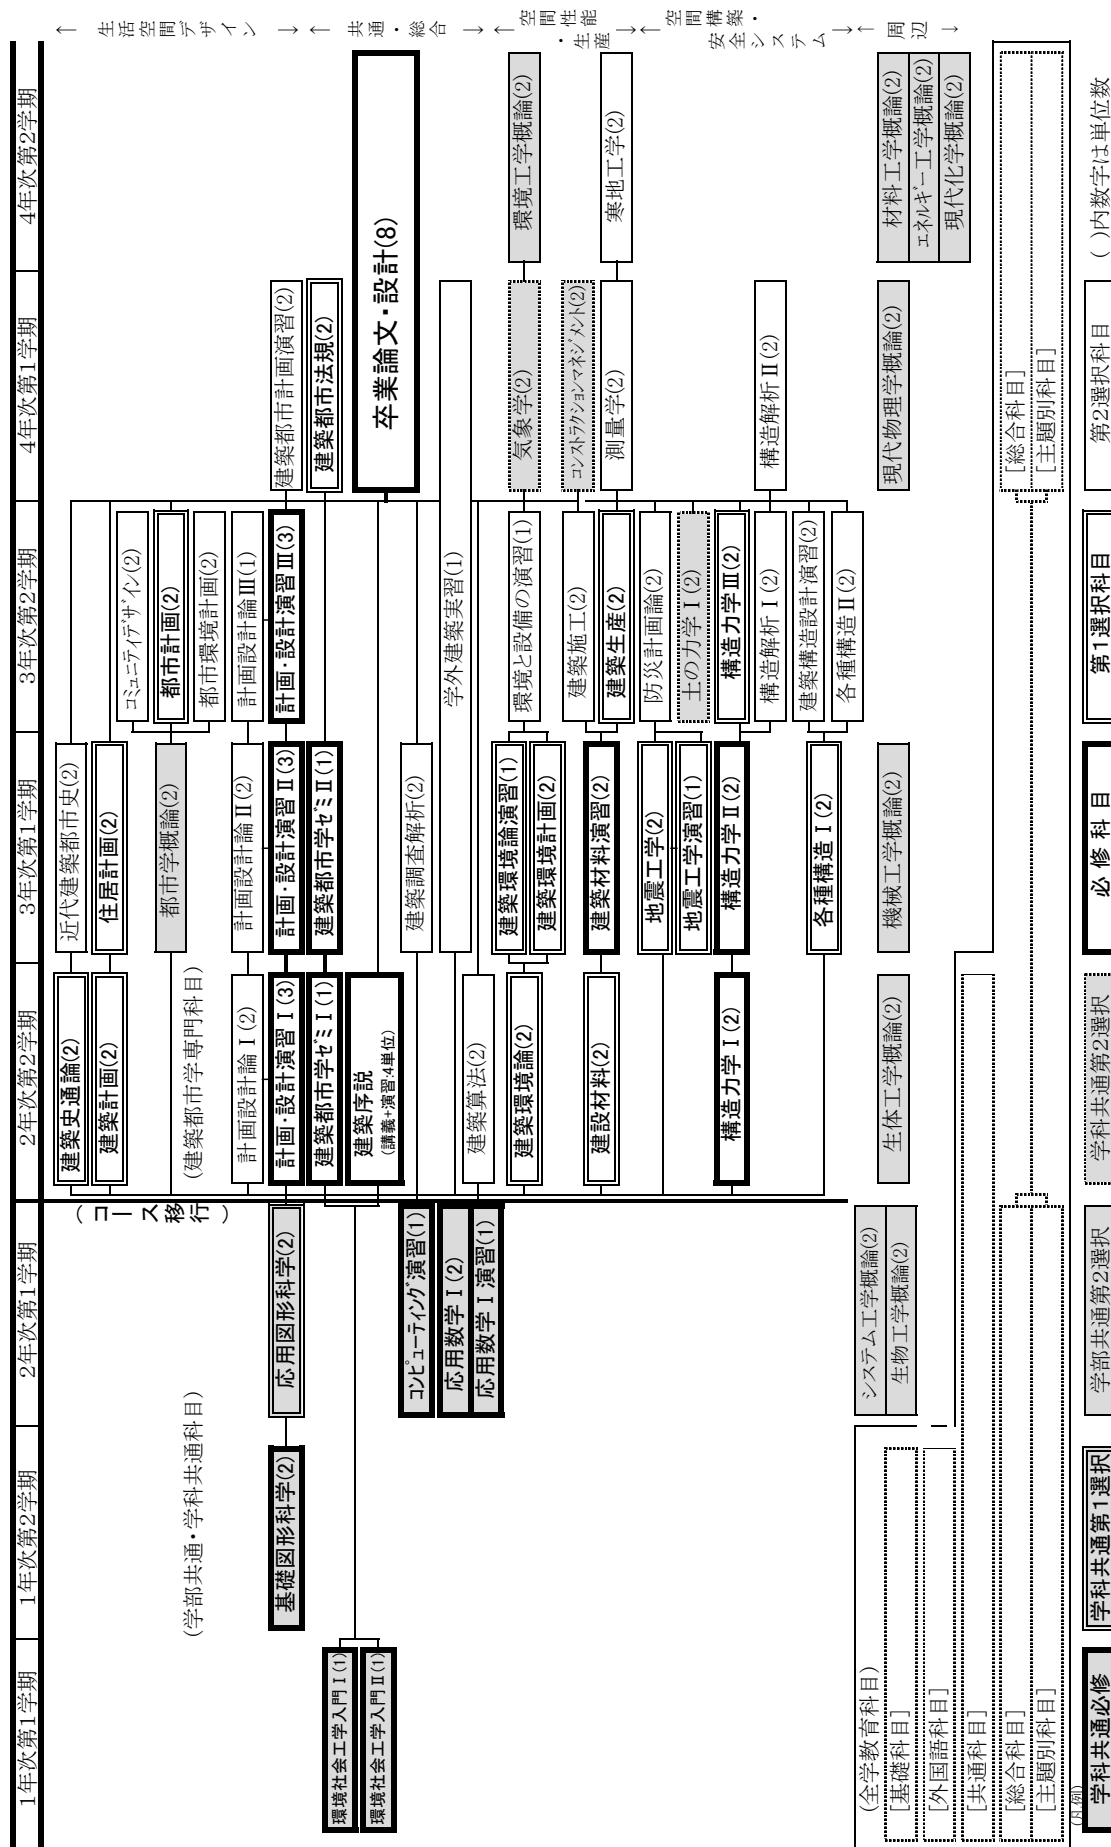 1年次第1学期
1年次第2学期
2年次第1学期
2年次第2学期
3年次第1学期
3年次第2学期
4年次第1学期
4年次第2学期
← 生活空間デザイン →
← 共通・総合 →
← 空間性能・生産 →
← 空間構築・安全システム →
← 周辺 →
環境社会工学入門Ⅰ(1)
環境社会工学入門Ⅱ(1)
(学部共通・学科共通科目)
基礎図形科学(2)
(コース移行)
応用図形科学(2)
コンピューティング演習(1)
応用数学Ⅰ(2)
応用数学Ⅰ演習(1)
システム工学概論(2)
生物工学概論(2)
建築史通論(2)
建築計画(2)
(建築都市学専門科目)
計画設計論Ⅰ(2)
計画・設計演習Ⅰ(3)
建築都市学ゼミⅠ(1)
建築序説
(講義+演習:4単位)
建築算法(2)
建築環境論(2)
建設材料(2)
構造力学Ⅰ(2)
生体工学概論(2)
近代建築都市史(2)
住居計画(2)
都市学概論(2)
計画設計論Ⅱ(2)
計画・設計演習Ⅱ(3)
建築都市学ゼミⅡ(1)
建築調査解析(2)
建築環境論演習(1)
建築環境計画(2)
建築材料演習(2)
地震工学(2)
地震工学演習(1)
構造力学Ⅱ(2)
各種構造Ⅰ(2)
機械工学概論(2)
コミュニティデザイン(2)
都市計画(2)
都市環境計画(2)
計画設計論Ⅲ(1)
計画・設計演習Ⅲ(3)
学外建築実習(1)
環境と設備の演習(1)
建築施工(2)
建築生産(2)
防災計画論(2)
土の力学Ⅰ(2)
構造力学Ⅲ(2)
構造解析Ⅰ(2)
建築構造設計演習(2)
各種構造Ⅱ(2)
建築都市計画演習(2)
建築都市法規(2)
卒業論文・設計(8)
気象学(2)
コンストラクションマネジメント(2)
測量学(2)
構造解析Ⅱ(2)
現代物理学概論(2)
環境工学概論(2)
寒地工学(2)
材料工学概論(2)
エネルギー工学概論(2)
現代化学概論(2)
(全学教育科目)
[基礎科目]
[外国語科目]
[共通科目]
[総合科目]
[主題別科目]
[総合科目]
[主題別科目]
(凡例)
学科共通必修
学科共通第1選択
学部共通第2選択
学科共通第2選択
必修科目
第1選択科目
第2選択科目
( )内数字は単位数